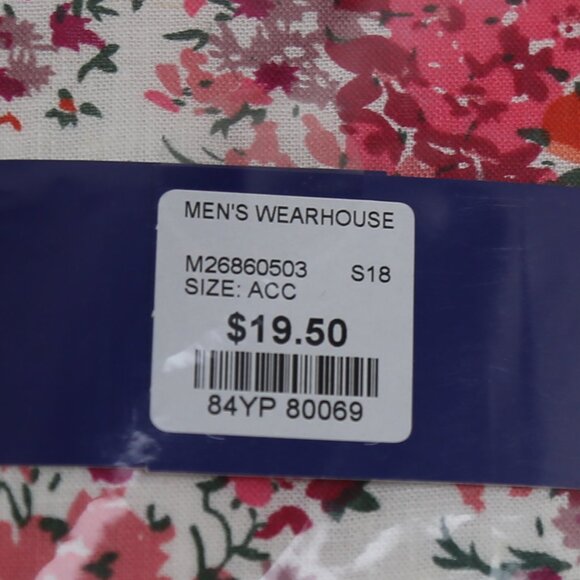 MEN'S WEARHOUSE
M26860503 S18
SIZE: ACC
$19.50
84YP 80069